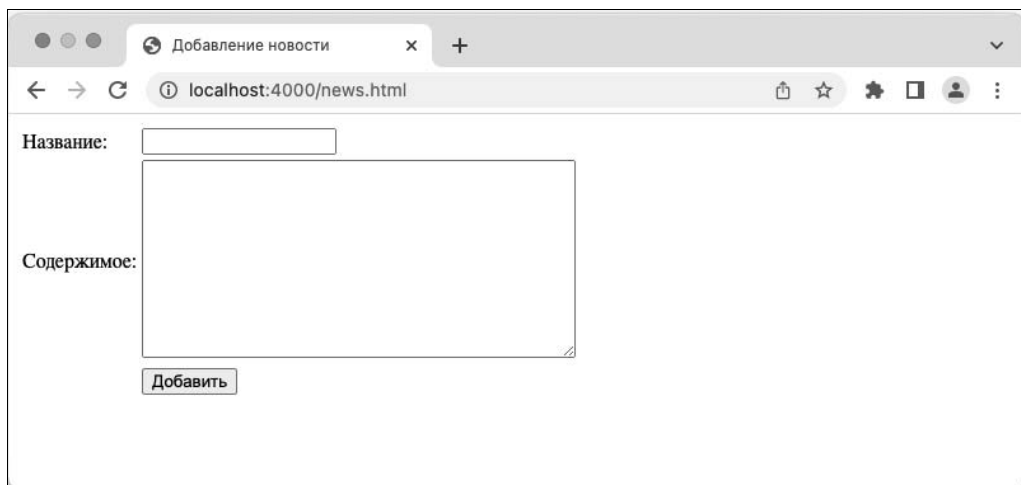 Добавление новости
localhost:4000/news.html
Название:
Содержимое:
Добавить